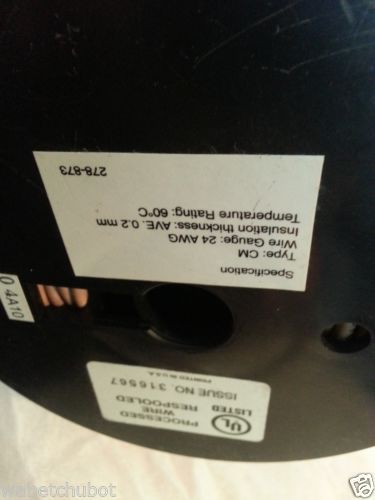 Specification
Type: CM
Wire Gauge: 24 AWG
Insulation thickness: AVE. 0.2 mm
Temperature Rating: 60°C
278-873
0 4A10
UL
PROCESSED
WIRE
LISTED RESPOOLED
ISSUE NO. 316567
PRINTED IN U.S.A.
wahetchubot